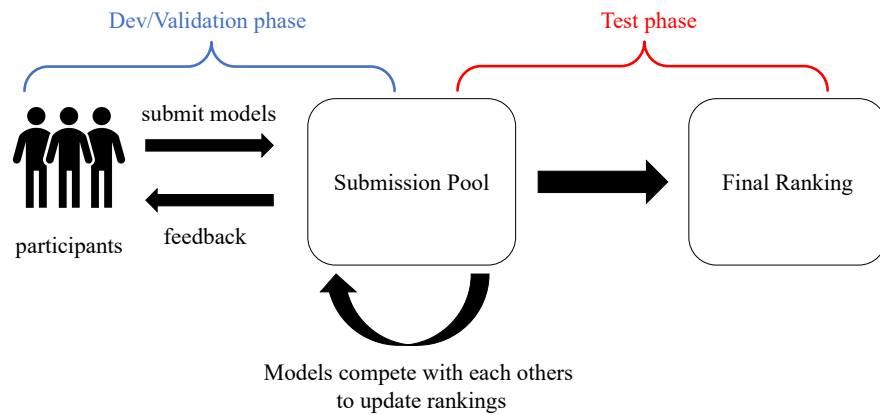 Dev/Validation phase
Test phase
submit models
Submission Pool
Final Ranking
feedback
participants
Models compete with each others
to update rankings